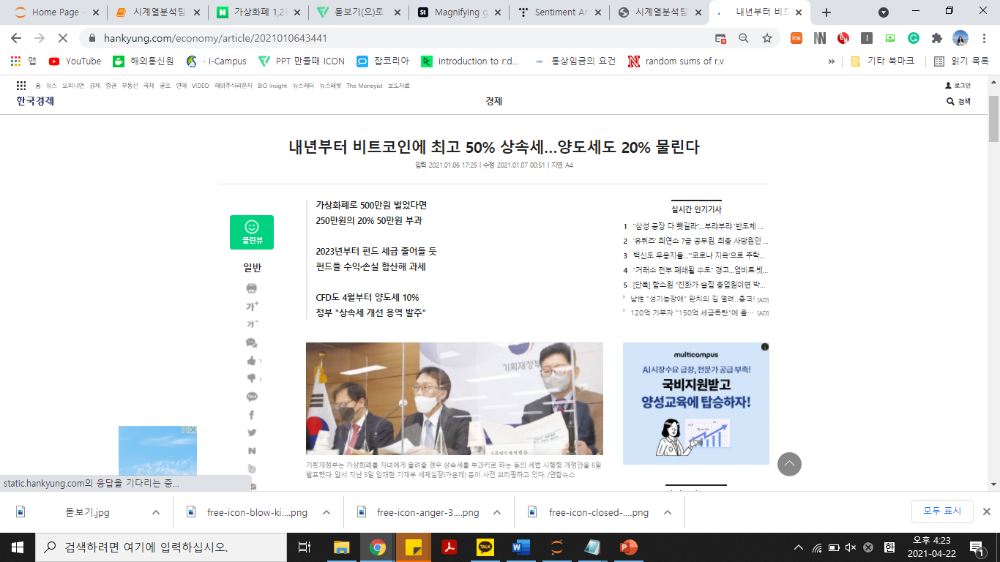 Home Page -
시계열분석팀
가상화폐 1,2
돋보기(으)로
Magnifying g
Sentiment An
시계열분석팀
내년부터 비트
hankyung.com/economy/article/2021010643441
앱
YouTube
해외통신원
· i-Campus
PPT 만들때 ICON
잡코리아
introduction to r.d...
통상임금의 요건
random sums of r.v
»
기타 북마크
읽기 목록
홈 뉴스 오피니언 경제 증권 부동산 국제 골프 연예 VIDEO 해외주식라운지 BIO Insight 뉴스레터 뉴스래빗 The Moneyist 보도자료
로그인
한국경제
경제
검색
내년부터 비트코인에 최고 50% 상속세…양도세도 20% 물린다
입력 2021.01.06 17:25 | 수정 2021.01.07 00:51 | 지면 A4
가상화폐로 500만원 벌었다면
250만원의 20% 50만원 부과
2023년부터 펀드 세금 줄어들 듯
펀드들 수익·손실 합산해 과세
CFD도 4월부터 양도세 10%
정부 "상속세 개선 용역 발주"
클린뷰
일반
가+
가-
1
1
TALK
실시간 인기기사
1 "삼성 공장 다 뺏길라"…부랴부랴 '반도체 ...
2 '유퀴즈' 최연소 7급 공무원, 최종 사망원인 ...
3 백신도 무용지물…"'코로나 지옥'으로 추락...
4 "거래소 전부 폐쇄될 수도" 경고…업비트·빗...
5 [단독] 함소원 "진화가 술집 종업원이면 박...
남성 "성기능장애" 완치의 길 열려..충격! [AD]
120억 기부자 "150억 세금폭탄"에 울… [AD]
기획재정부
기획재정부는 가상화폐를 자녀에게 물려줄 경우 상속세를 부과키로 하는 등의 세법 시행령 개정안을 6일
발표했다. 앞서 지난 5일 임재현 기재부 세제실장(가운데) 등이 사전 브리핑하고 있다. /연합뉴스
multicampus
AI시장수요 급장, 전문가 공급 부족!
국비지원받고
양성교육에 탑승하자!
static.hankyung.com의 응답을 기다리는 중...
돋보기.jpg
free-icon-blow-ki....png
free-icon-anger-3....png
free-icon-closed-....png
모두 표시
검색하려면 여기에 입력하십시오.
TALK
한
오후 4:23
2021-04-22
1